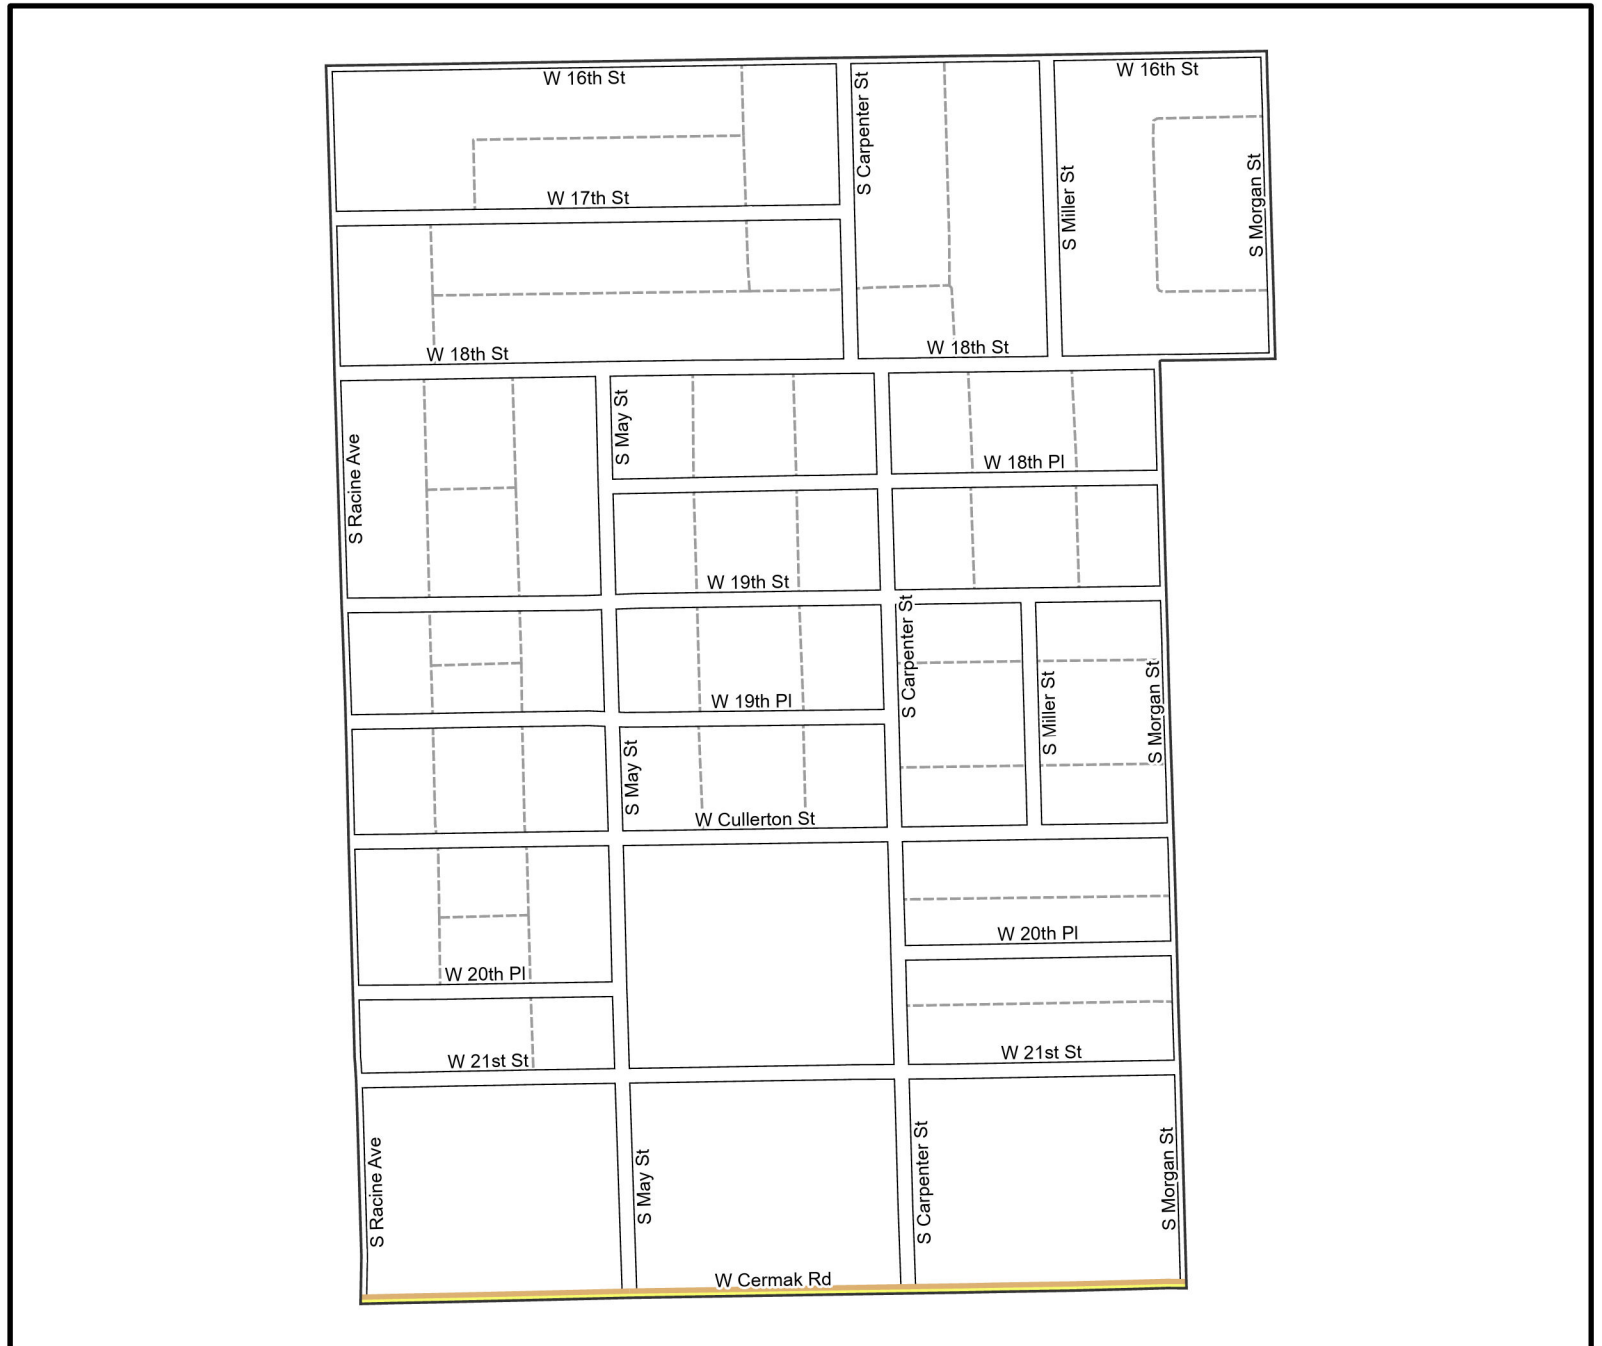 W 16th St
W 16th St
S Carpenter St
S Miller St
S Morgan St
W 17th St
W 18th St
W 18th St
S Racine Ave
S May St
W 18th Pl
W 19th St
S Carpenter St
S Miller St
S Morgan St
W 19th Pl
S May St
W Cullerton St
W 20th Pl
W 20th Pl
W 21st St
W 21st St
S Racine Ave
S May St
S Carpenter St
S Morgan St
W Cermak Rd